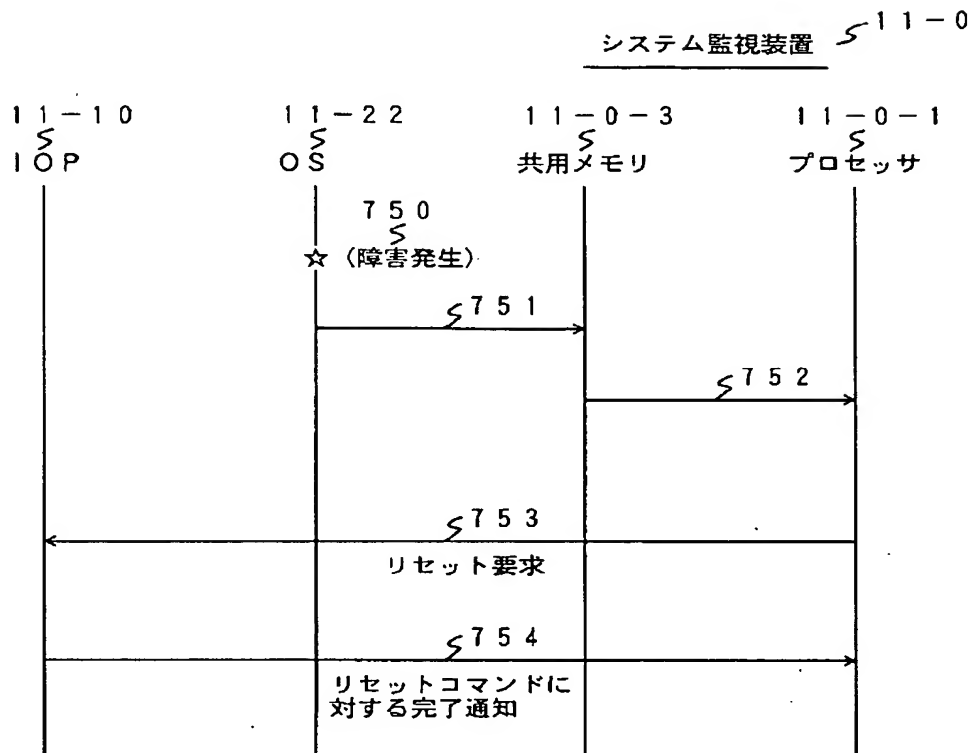 11-0
システム監視装置
11-10
11-22
11-0-3
11-0-1
IOP
OS
共用メモリ
プロセッサ
750
☆(障害発生)
751
752
753
リセット要求
754
リセットコマンドに
対する完了通知